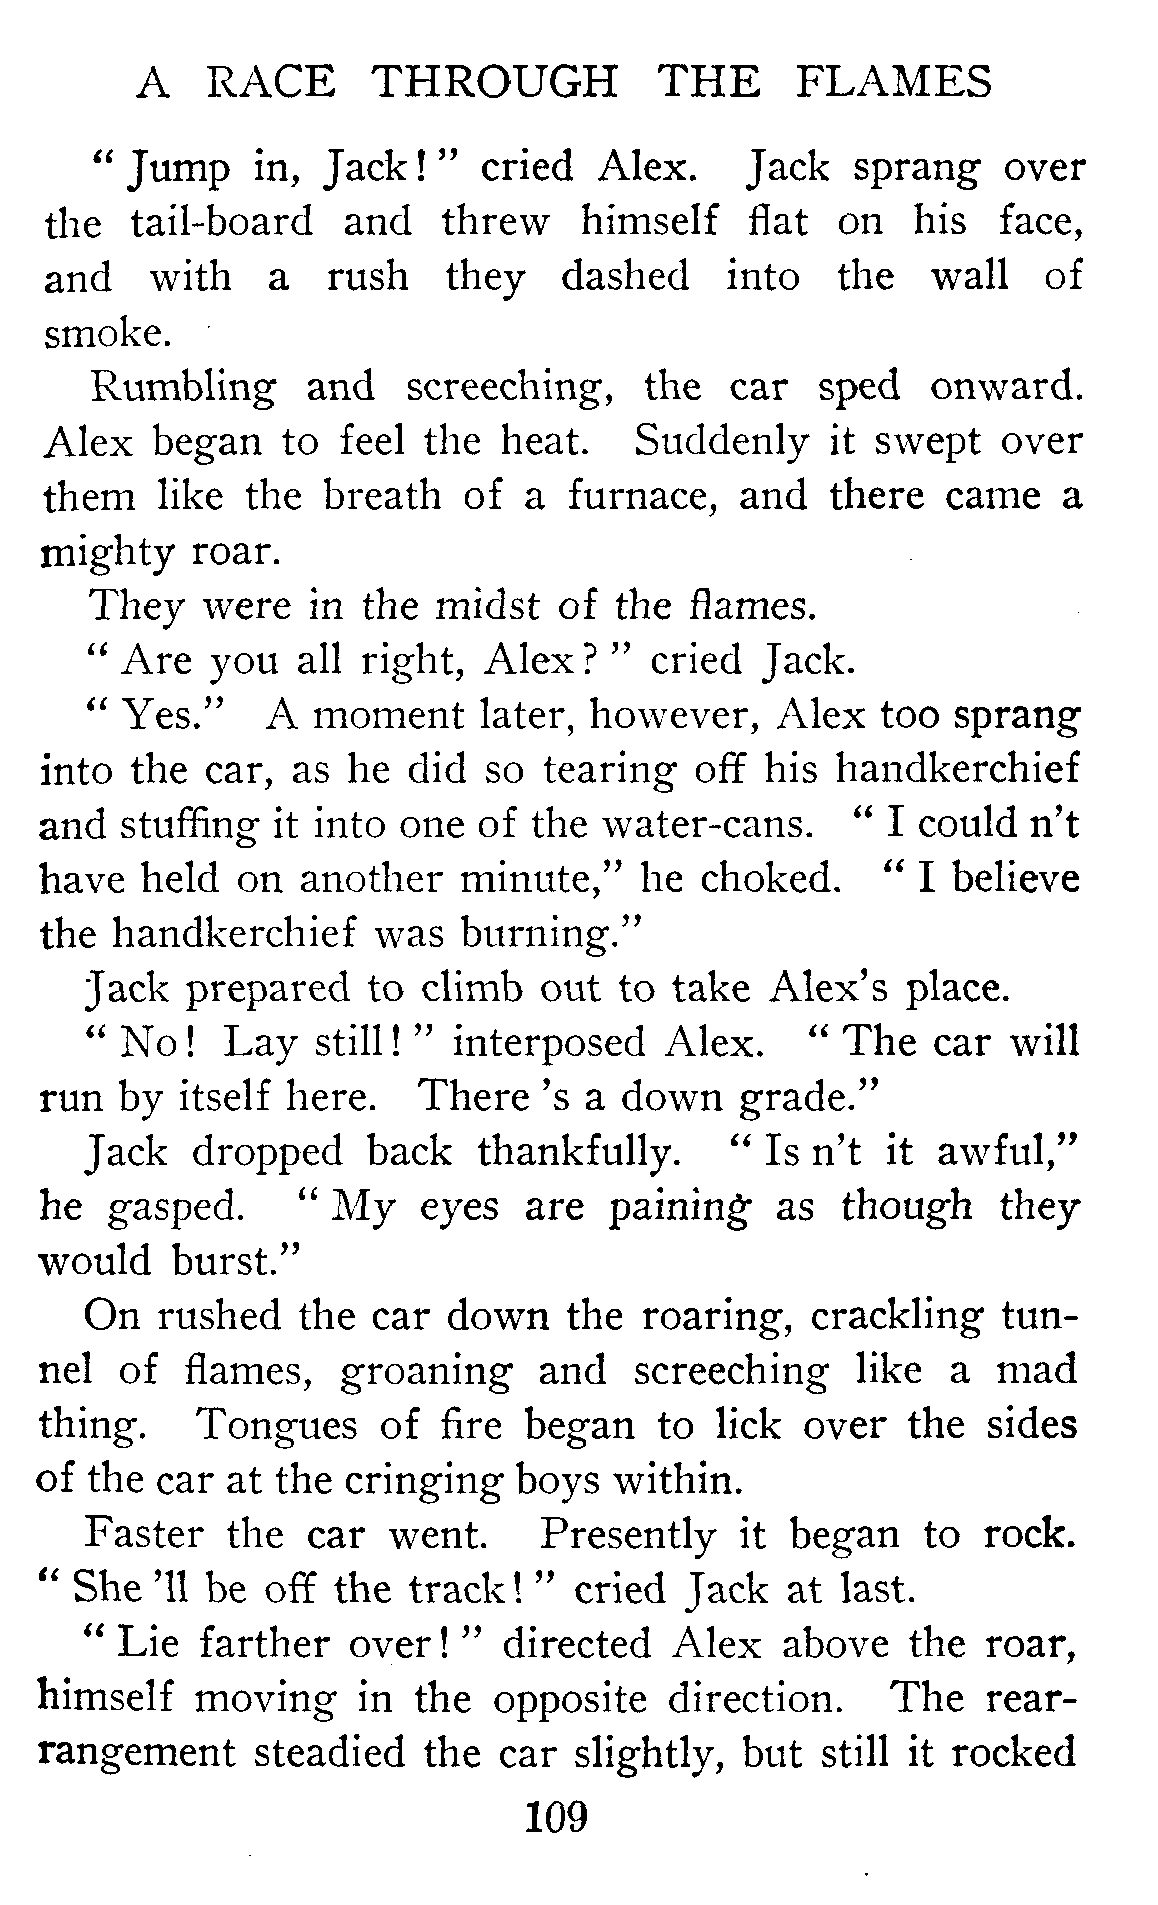 A RACE THROUGH THE FLAMES
" Jump in, Jack! " cried Alex. Jack sprang over
the tail-board and threw himself flat on his face,
and with a rush they dashed into the wall of
smoke.
Rumbling and screeching, the car sped onward.
Alex began to feel the heat. Suddenly it swept over
them like the breath of a furnace, and there came a
mighty roar.
They were in the midst of the flames.
" Are you all right, Alex? " cried Jack.
" Yes." A moment later, however, Alex too sprang
into the car, as he did so tearing off his handkerchief
and stuffing it into one of the water-cans. " I could n't
have held on another minute," he choked. " I believe
the handkerchief was burning."
Jack prepared to climb out to take Alex's place.
" No! Lay still! " interposed Alex. " The car will
run by itself here. There 's a down grade."
Jack dropped back thankfully. " Is n't it awful,"
he gasped. " My eyes are paining as though they
would burst."
On rushed the car down the roaring, crackling tun-
nel of flames, groaning and screeching like a mad
thing. Tongues of fire began to lick over the sides
of the car at the cringing boys within.
Faster the car went. Presently it began to rock.
" She 'll be off the track! " cried Jack at last.
" Lie farther over! " directed Alex above the roar,
himself moving in the opposite direction. The rear-
rangement steadied the car slightly, but still it rocked
109